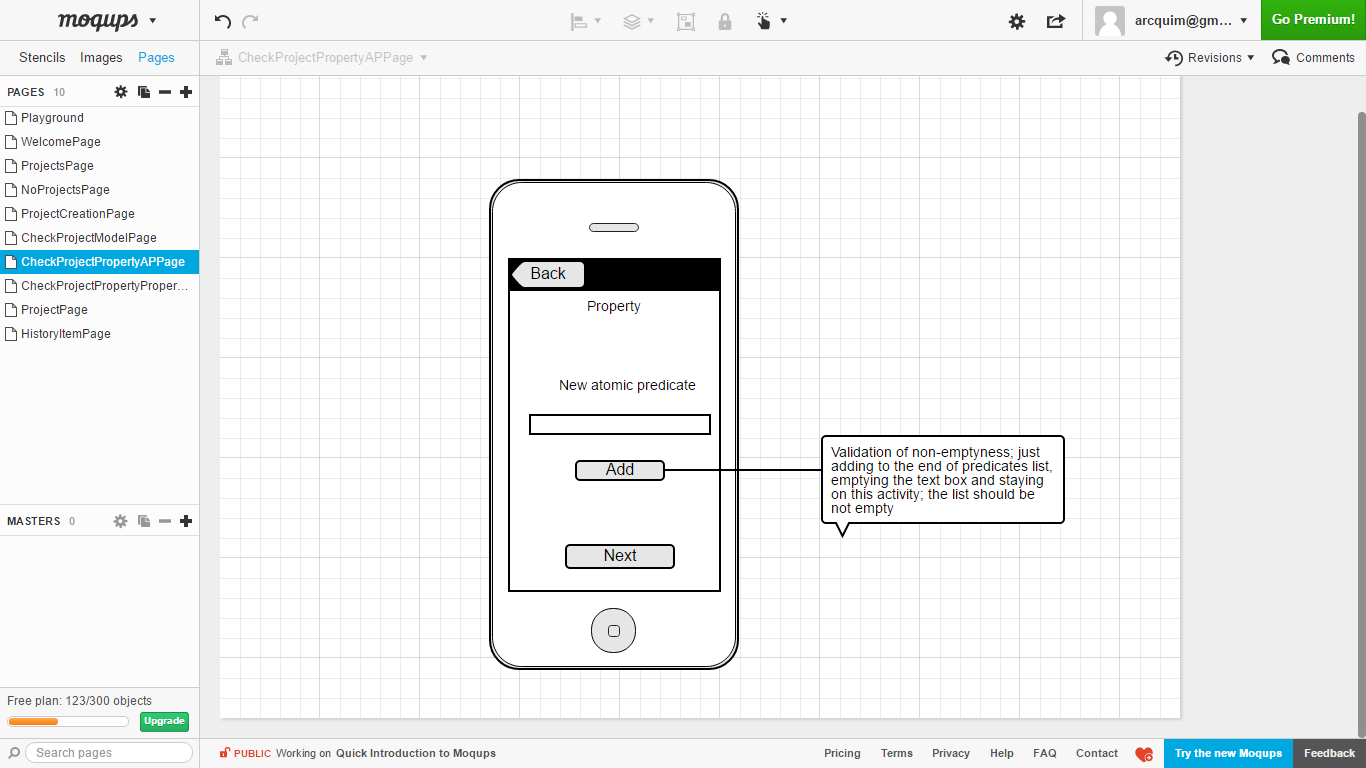 moqups
arcquim@gm...
Go Premium!
Stencils Images Pages
CheckProjectPropertyAPPage
Revisions
Comments
PAGES 10
Playground
WelcomePage
ProjectsPage
NoProjectsPage
ProjectCreationPage
CheckProjectModelPage
CheckProjectPropertyAPPage
CheckProjectPropertyProper...
ProjectPage
HistoryItemPage
MASTERS 0
Free plan: 123/300 objects
Upgrade
Search pages
Back
Property
New atomic predicate
Add
Next
Validation of non-emptyness; just
adding to the end of predicates list,
emptying the text box and staying
on this activity; the list should be
not empty
PUBLIC Working on Quick Introduction to Moqups
Pricing Terms Privacy Help FAQ Contact
Try the new Moqups
Feedback